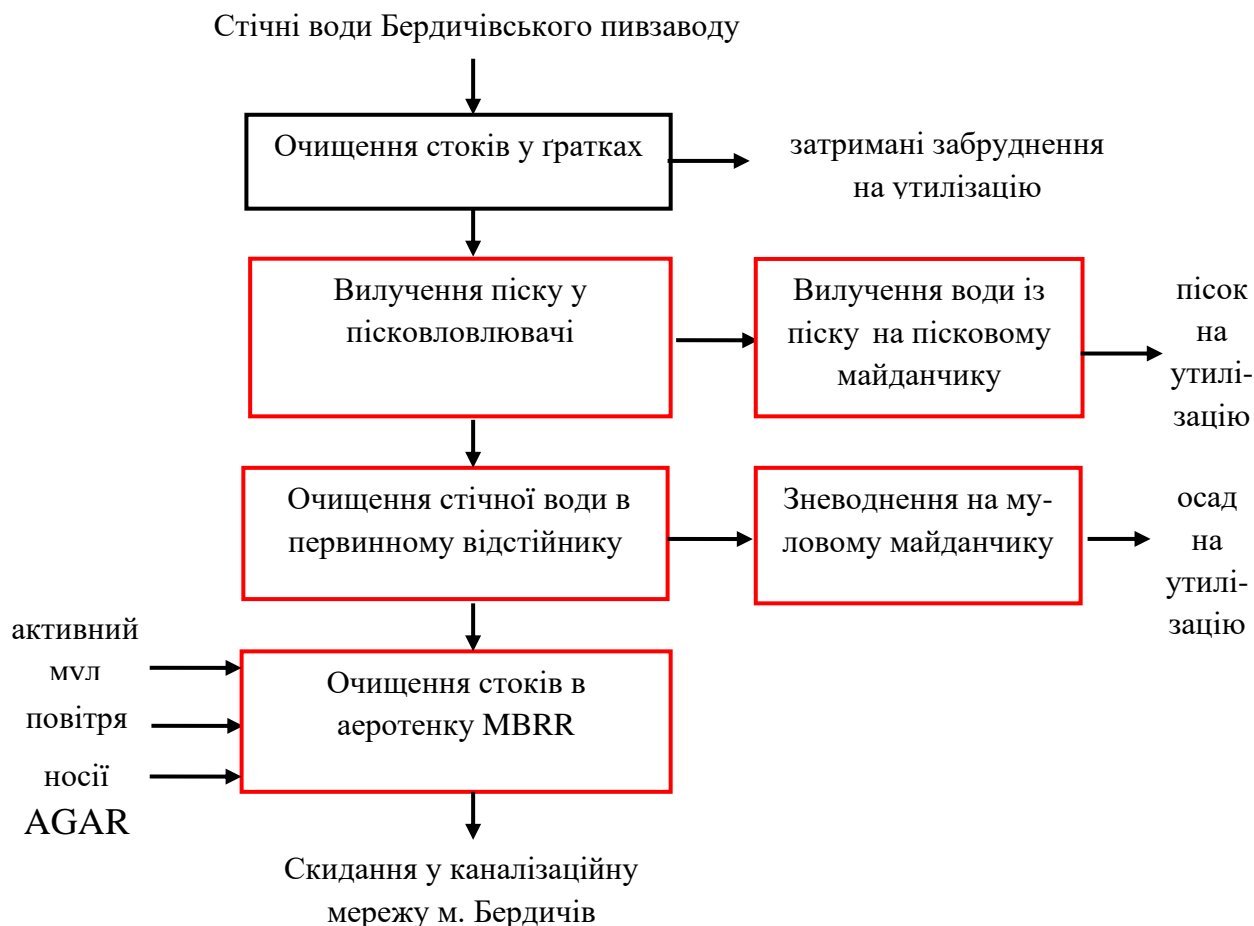 Стічні води Бердичівського пивзаводу
Очищення стоків у ґратках
затримані забруднення
на утилізацію
Вилучення піску у
пісковловлювачі
Вилучення води із
піску на пісковому
майданчику
пісок
на
утилі-
зацію
Очищення стічної води в
первинному відстійнику
Зневоднення на му-
ловому майданчику
осад
на
утилі-
зацію
активний
мул
повітря
носії
AGAR
Очищення стоків в
аеротенку MBRR
Скидання у каналізаційну
мережу м. Бердичів